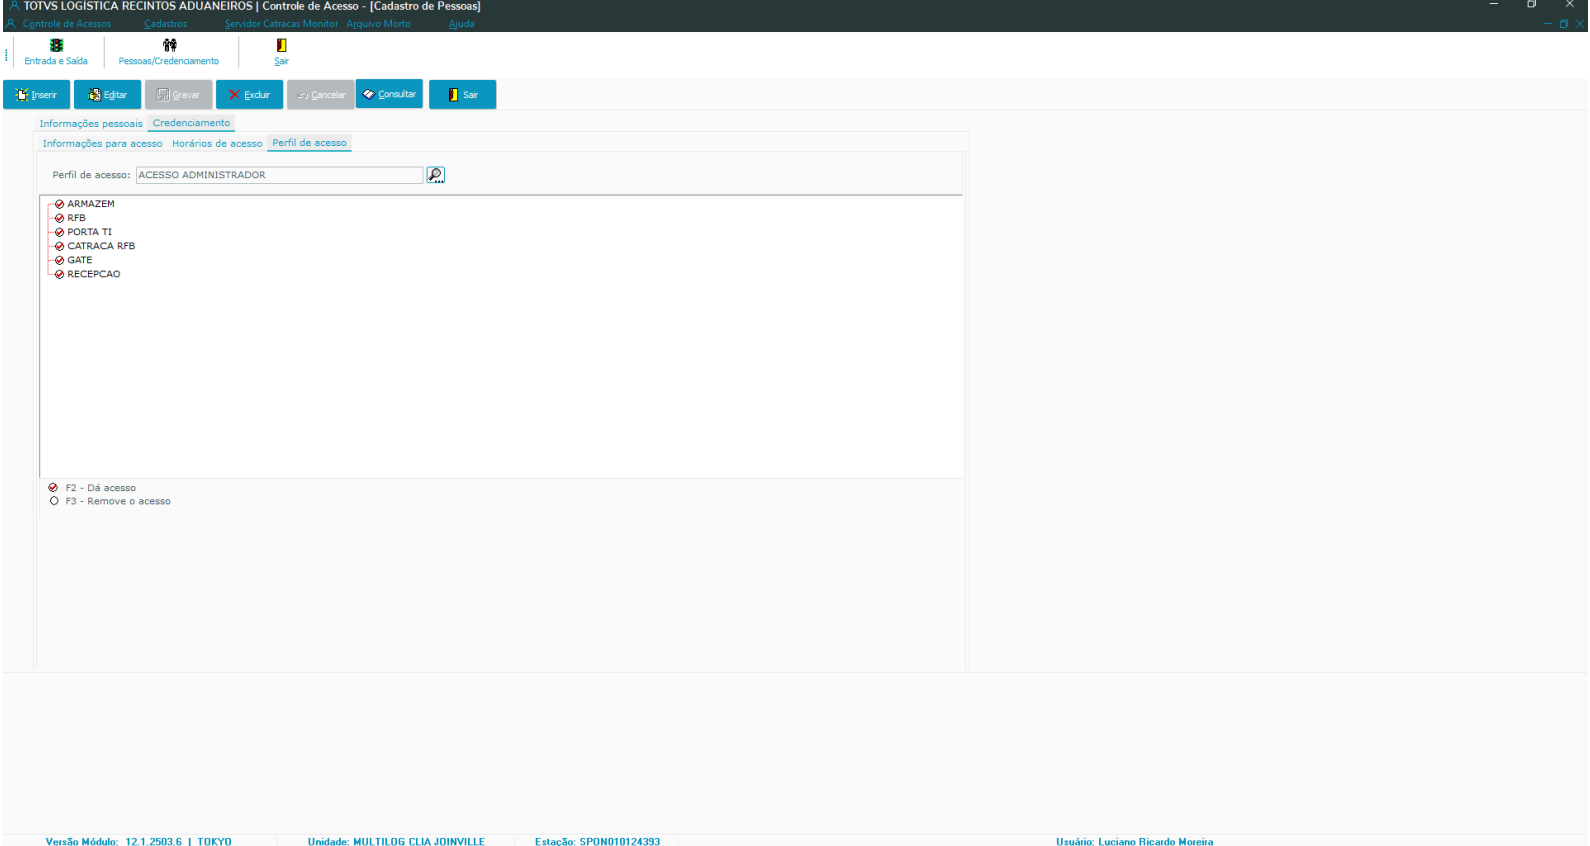 TOTVS LOGÍSTICA RECINTOS ADUANEIROS | Controle de Acesso - [Cadastro de Pessoas]
Controle de Acessos Cadastros Servidor Catracas Monitor Arquivo Morto Ajuda
Entrada e Saída Pessoas/Credenciamento Sair
Inserir Editar Gravar Excluir Cancelar Consultar Sair
Informações pessoais Credenciamento
Informações para acesso Horários de acesso Perfil de acesso
Perfil de acesso: ACESSO ADMINISTRADOR
ARMAZEM
RFB
PORTA TI
CATRACA RFB
GATE
RECEPCAO
F2 - Dá acesso
F3 - Remove o acesso
Versão Módulo: 12.1.2503.6 | TOKYO Unidade: MULTILOG CLIA JOINVILLE Estação: SPON010124393 Usuário: Luciano Ricardo Moreira